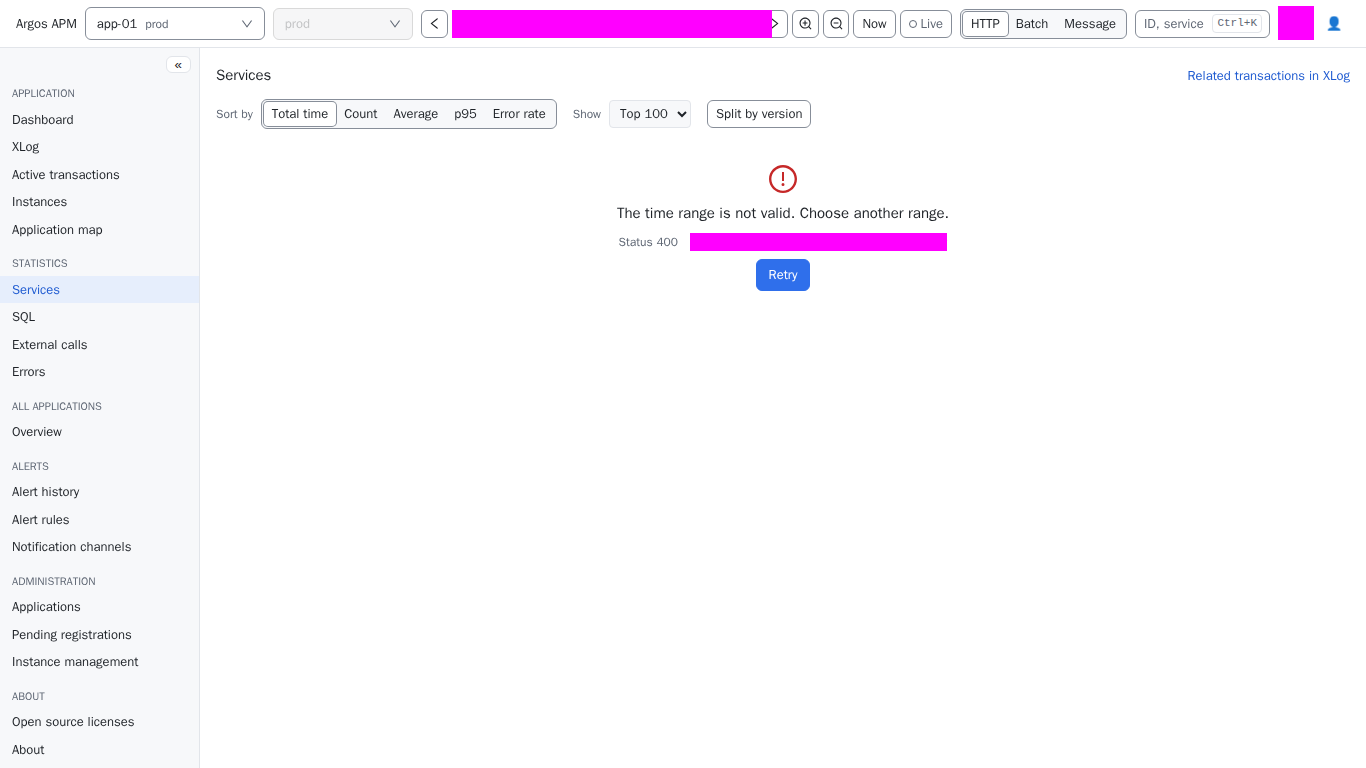 Argos APM app-01 prod prod Now Live HTTP Batch Message ID, service Ctrl+K
«
APPLICATION
Dashboard
XLog
Active transactions
Instances
Application map
STATISTICS
Services
SQL
External calls
Errors
ALL APPLICATIONS
Overview
ALERTS
Alert history
Alert rules
Notification channels
ADMINISTRATION
Applications
Pending registrations
Instance management
ABOUT
Open source licenses
About
Services Related transactions in XLog
Sort by Total time Count Average p95 Error rate Show Top 100 Split by version
The time range is not valid. Choose another range.
Status 400
Retry